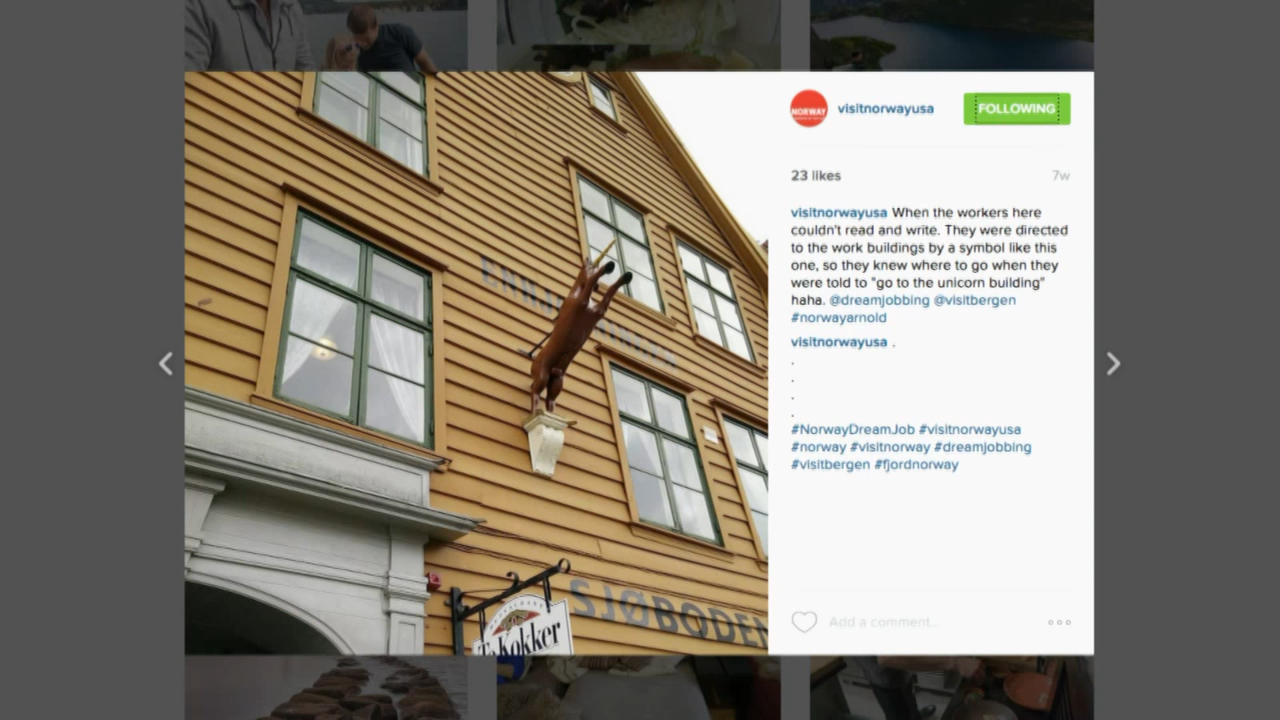 NORWAY
visitnorwayusa
FOLLOWING
23 likes
7w
visitnorwayusa When the workers here
couldn't read and write. They were directed
to the work buildings by a symbol like this
one, so they knew where to go when they
were told to "go to the unicorn building"
haha. @dreamjobbing @visitbergen
#norwayarnold
visitnorwayusa .
.
.
.
.
#NorwayDreamJob #visitnorwayusa
#norway #visitnorway #dreamjobbing
#visitbergen #fjordnorway
Add a comment...
SJØBODEN
Kokker